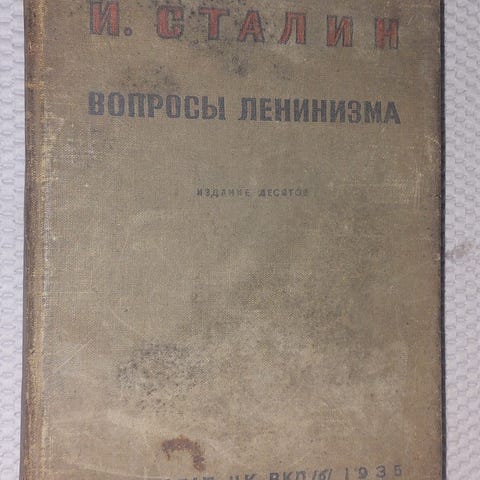 И. СТАЛИН
ВОПРОСЫ ЛЕНИНИЗМА
ИЗДАНИЕ ДЕСЯТОЕ
ЦК ВКП/б/ 1935